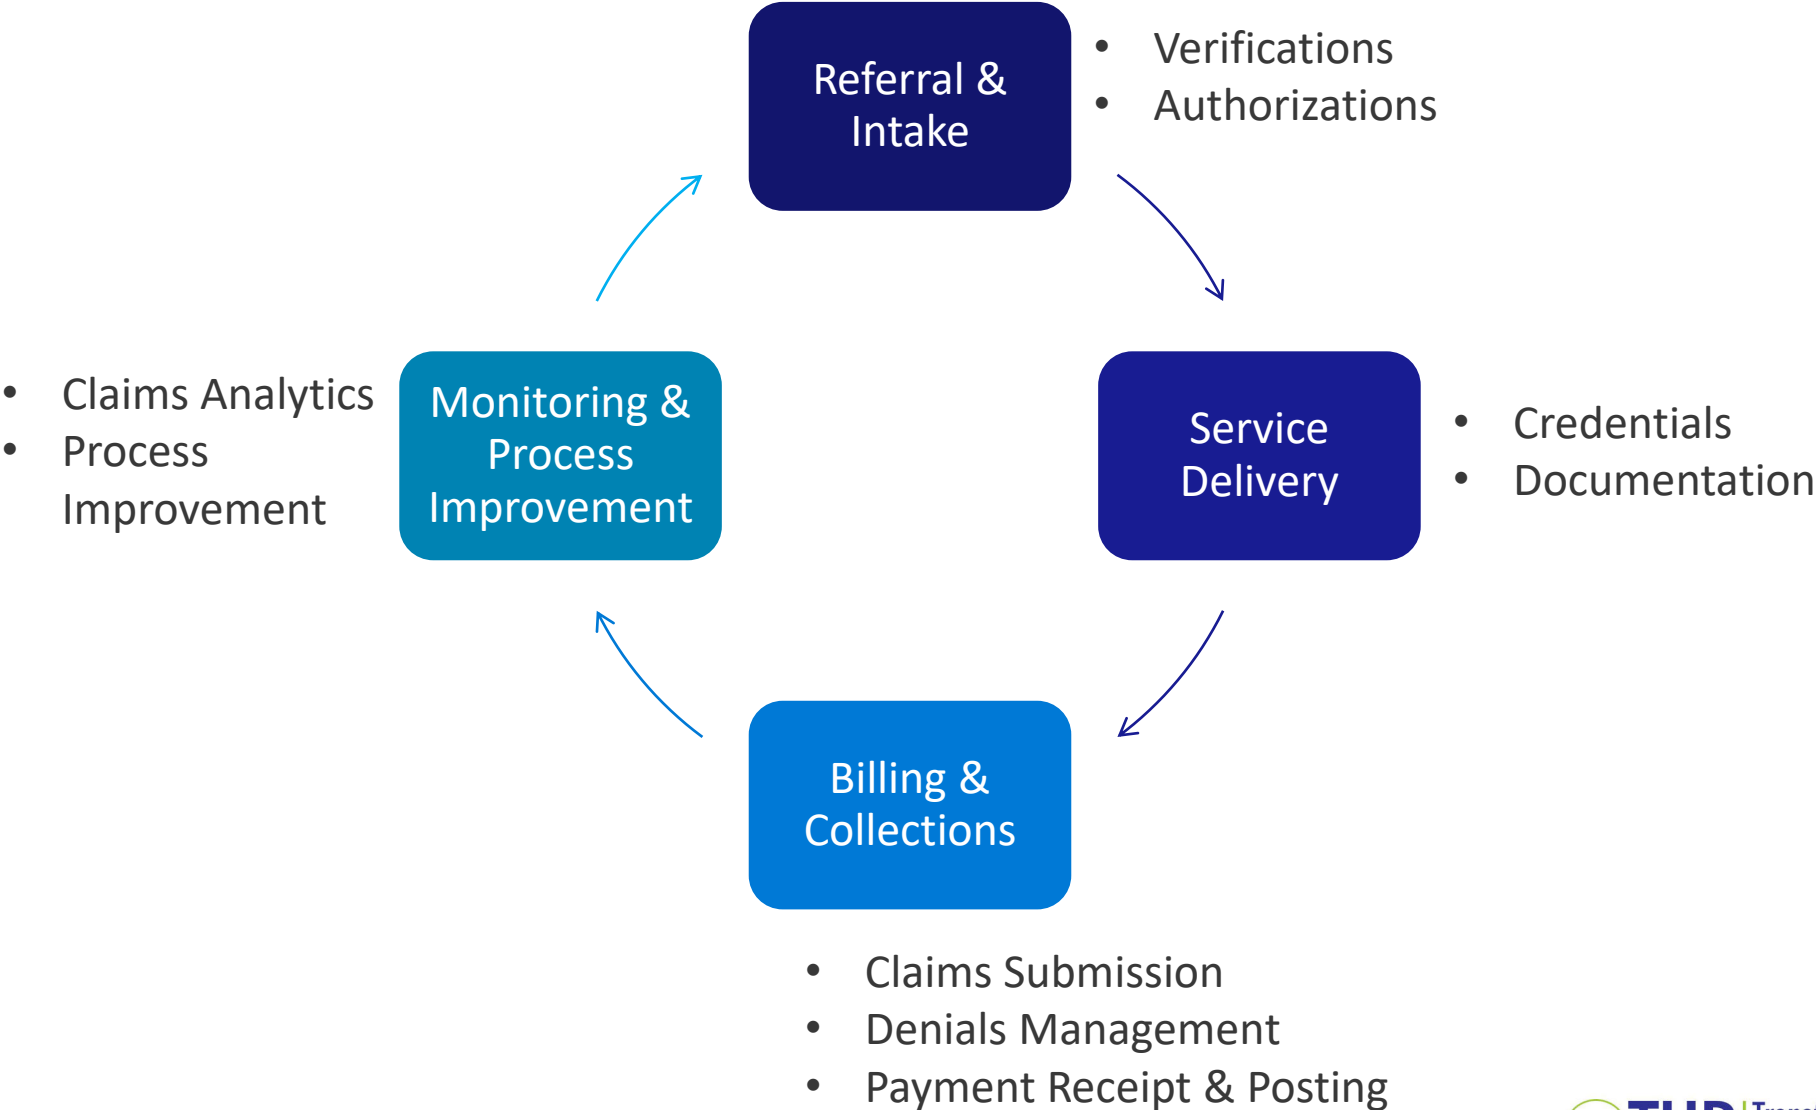 Referral &
Intake
• Verifications
• Authorizations
Service
Delivery
• Credentials
• Documentation
Billing &
Collections
• Claims Submission
• Denials Management
• Payment Receipt & Posting
Monitoring &
Process
Improvement
• Claims Analytics
• Process
Improvement